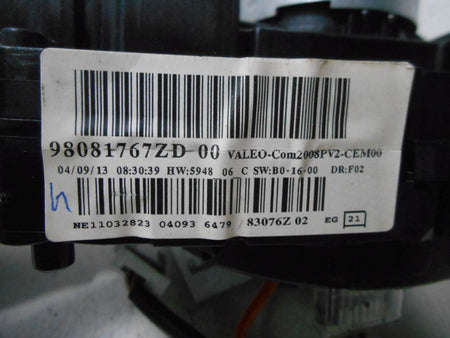 98081767ZD 00 VALEO-Com2008PV2-CEM00
04/09/13 08:30:39 HW:5948 06 C SW:B0-16-00 DR:F02
NE11032823 04093 6479 / 83076Z 02 EG 21